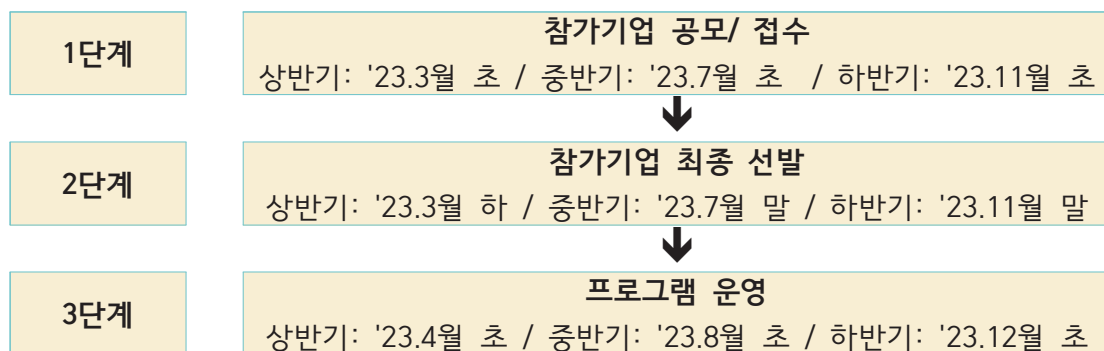 1단계
참가기업 공모/ 접수
상반기: '23.3월 초 / 중반기: '23.7월 초 / 하반기: '23.11월 초
2단계
참가기업 최종 선발
상반기: '23.3월 하 / 중반기: '23.7월 말 / 하반기: '23.11월 말
3단계
프로그램 운영
상반기: '23.4월 초 / 중반기: '23.8월 초 / 하반기: '23.12월 초